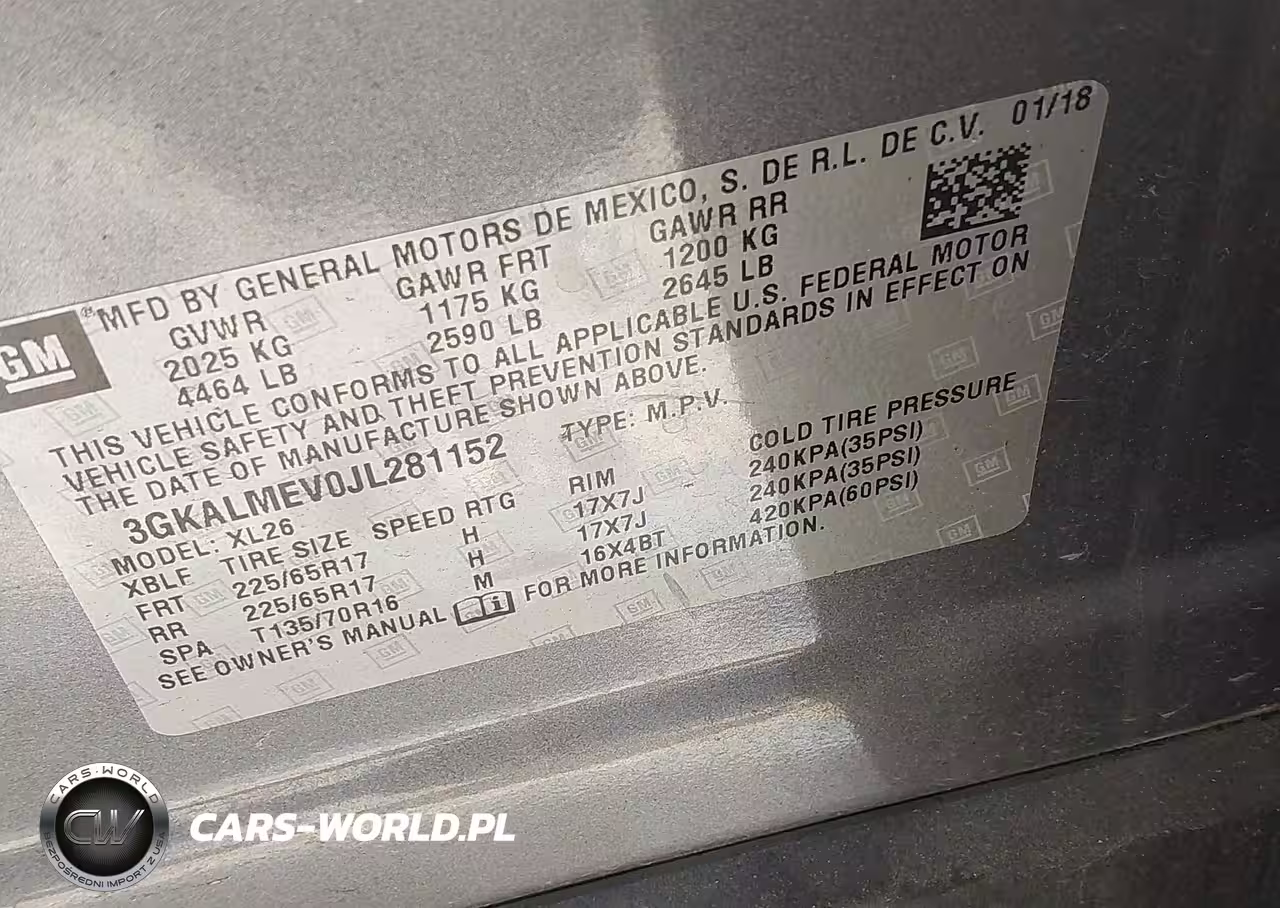 GM
®MFD BY GENERAL MOTORS DE MEXICO, S. DE R.L. DE C.V. 01/18
GVWR GAWR FRT GAWR RR
2025 KG 1175 KG 1200 KG
4464 LB 2590 LB 2645 LB
THIS VEHICLE CONFORMS TO ALL APPLICABLE U.S. FEDERAL MOTOR
VEHICLE SAFETY AND THEFT PREVENTION STANDARDS IN EFFECT ON
THE DATE OF MANUFACTURE SHOWN ABOVE.
3GKALMEV0JL281152 TYPE: M.P.V.
MODEL: XL26
XBLF TIRE SIZE SPEED RTG RIM COLD TIRE PRESSURE
FRT 225/65R17 H 17X7J 240KPA(35PSI)
RR 225/65R17 H 17X7J 240KPA(35PSI)
SPA T135/70R16 M 16X4BT 420KPA(60PSI)
SEE OWNER'S MANUAL FOR MORE INFORMATION.
CARS-WORLD
CW
BEZPOŚREDNI IMPORT Z USA
CARS-WORLD.PL